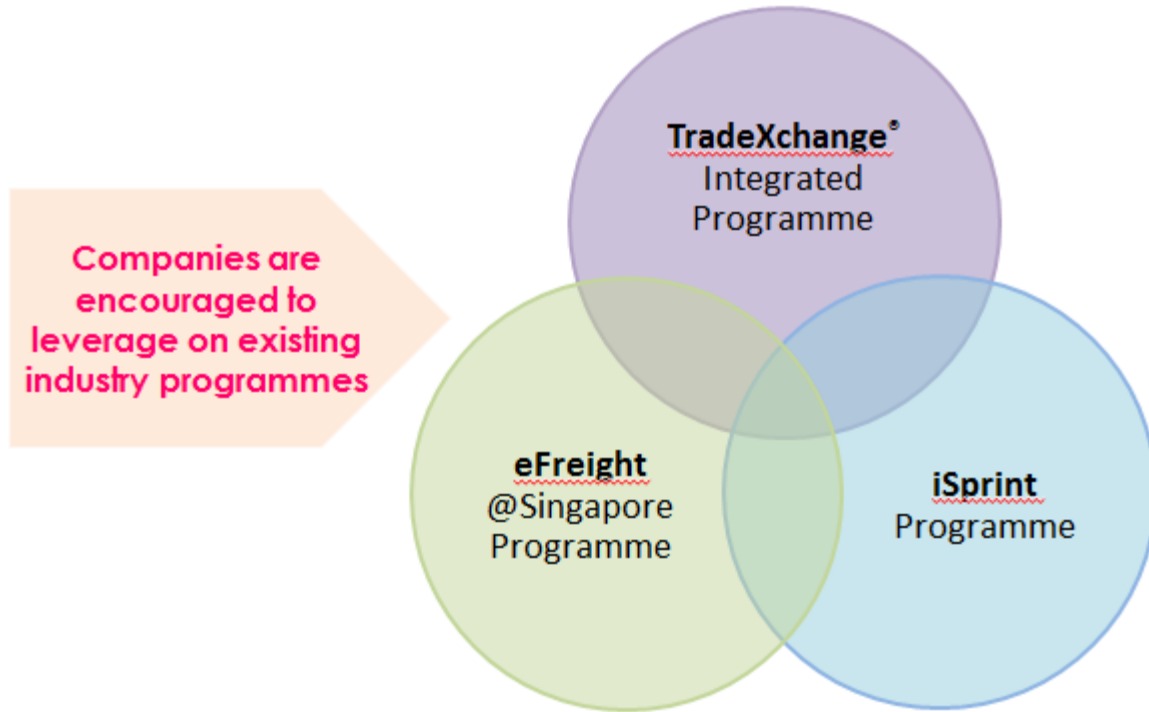 Companies are
encouraged to
leverage on existing
industry programmes
TradeXchange®
Integrated
Programme
eFreight
@Singapore
Programme
iSprint
Programme